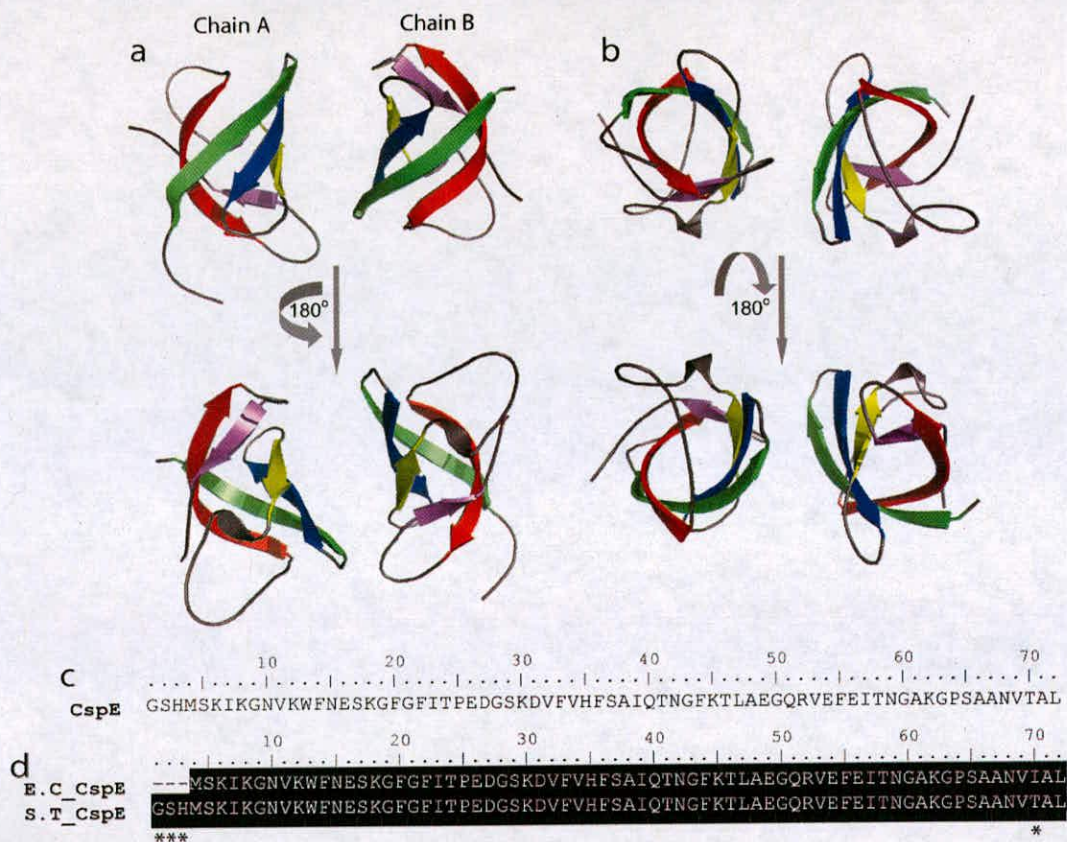 Chain A Chain B
a b
180°
180°
10 20 30 40 50 60 70
c
CspE GSHMSKIKGNVKWFNESKGFGFITPEDGSKDVFVHFSAIQTNGFKTLAEGQRVEFEITNGAKGPSAANVTAL
10 20 30 40 50 60 70
d
E.C_CspE ---MSKIKGNVKWFNESKGFGFITPEDGSKDVFVHFSAIQTNGFKTLAEGQRVEFEITNGAKGPSAANVIAL
S.T_CspE GSHMSKIKGNVKWFNESKGFGFITPEDGSKDVFVHFSAIQTNGFKTLAEGQRVEFEITNGAKGPSAANVTAL
*** *